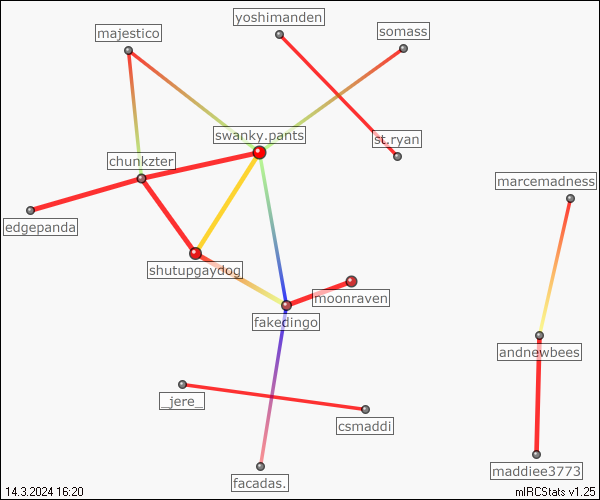 yoshimanden
majestico
somass
swanky.pants
st.ryan
chunkzter
marcemadness
edgepanda
shutupgaydog
moonraven
fakedingo
andnewbees
_jere_
csmaddi
maddiee3773
facadas.
14.3.2024 16:20
mIRCStats v1.25